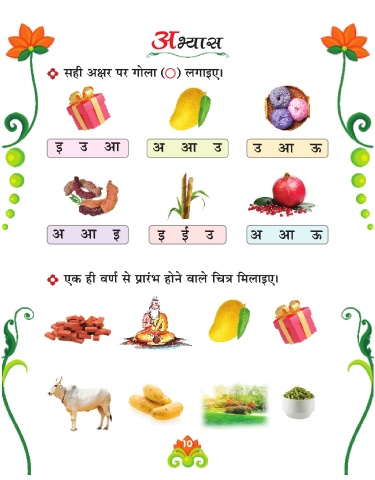 अभ्यास
सही अक्षर पर गोला (○) लगाइए।
इ उ आ
अ आ उ
उ आ ऊ
अ आ इ
इ ई उ
अ आ ऊ
एक ही वर्ण से प्रारंभ होने वाले चित्र मिलाइए।
10